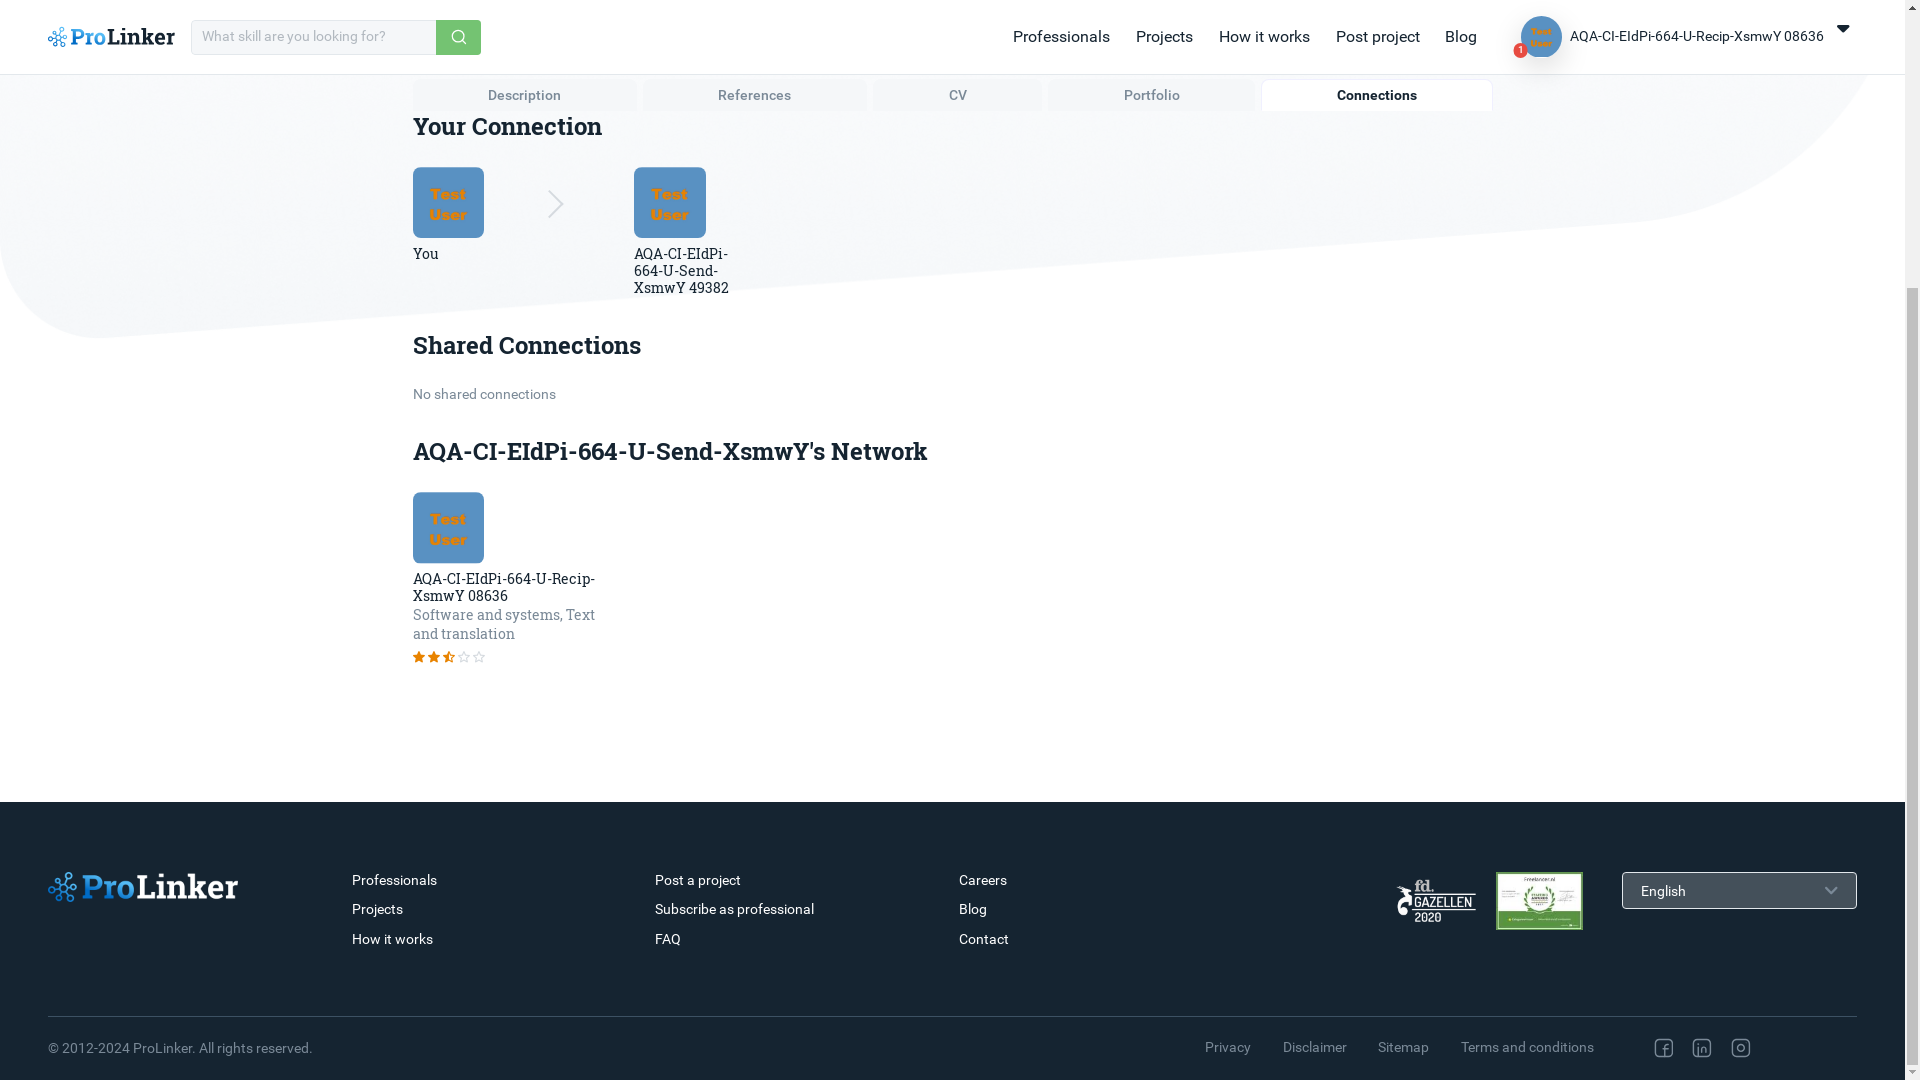 ProLinker
What skill are you looking for?
Professionals
Projects
How it works
Post project
Blog
Test
User
1
AQA-CI-EIdPi-664-U-Recip-XsmwY 08636
Description
References
CV
Portfolio
Connections
Your Connection
Test
User
Test
User
You
AQA-CI-EIdPi-
664-U-Send-
XsmwY 49382
Shared Connections
No shared connections
AQA-CI-EIdPi-664-U-Send-XsmwY's Network
Test
User
AQA-CI-EIdPi-664-U-Recip-
XsmwY 08636
Software and systems, Text
and translation
ProLinker
Professionals
Projects
How it works
Post a project
Subscribe as professional
FAQ
Careers
Blog
Contact
fd.
GAZELLEN
2020
Freelancer.nl
English
© 2012-2024 ProLinker. All rights reserved.
Privacy
Disclaimer
Sitemap
Terms and conditions